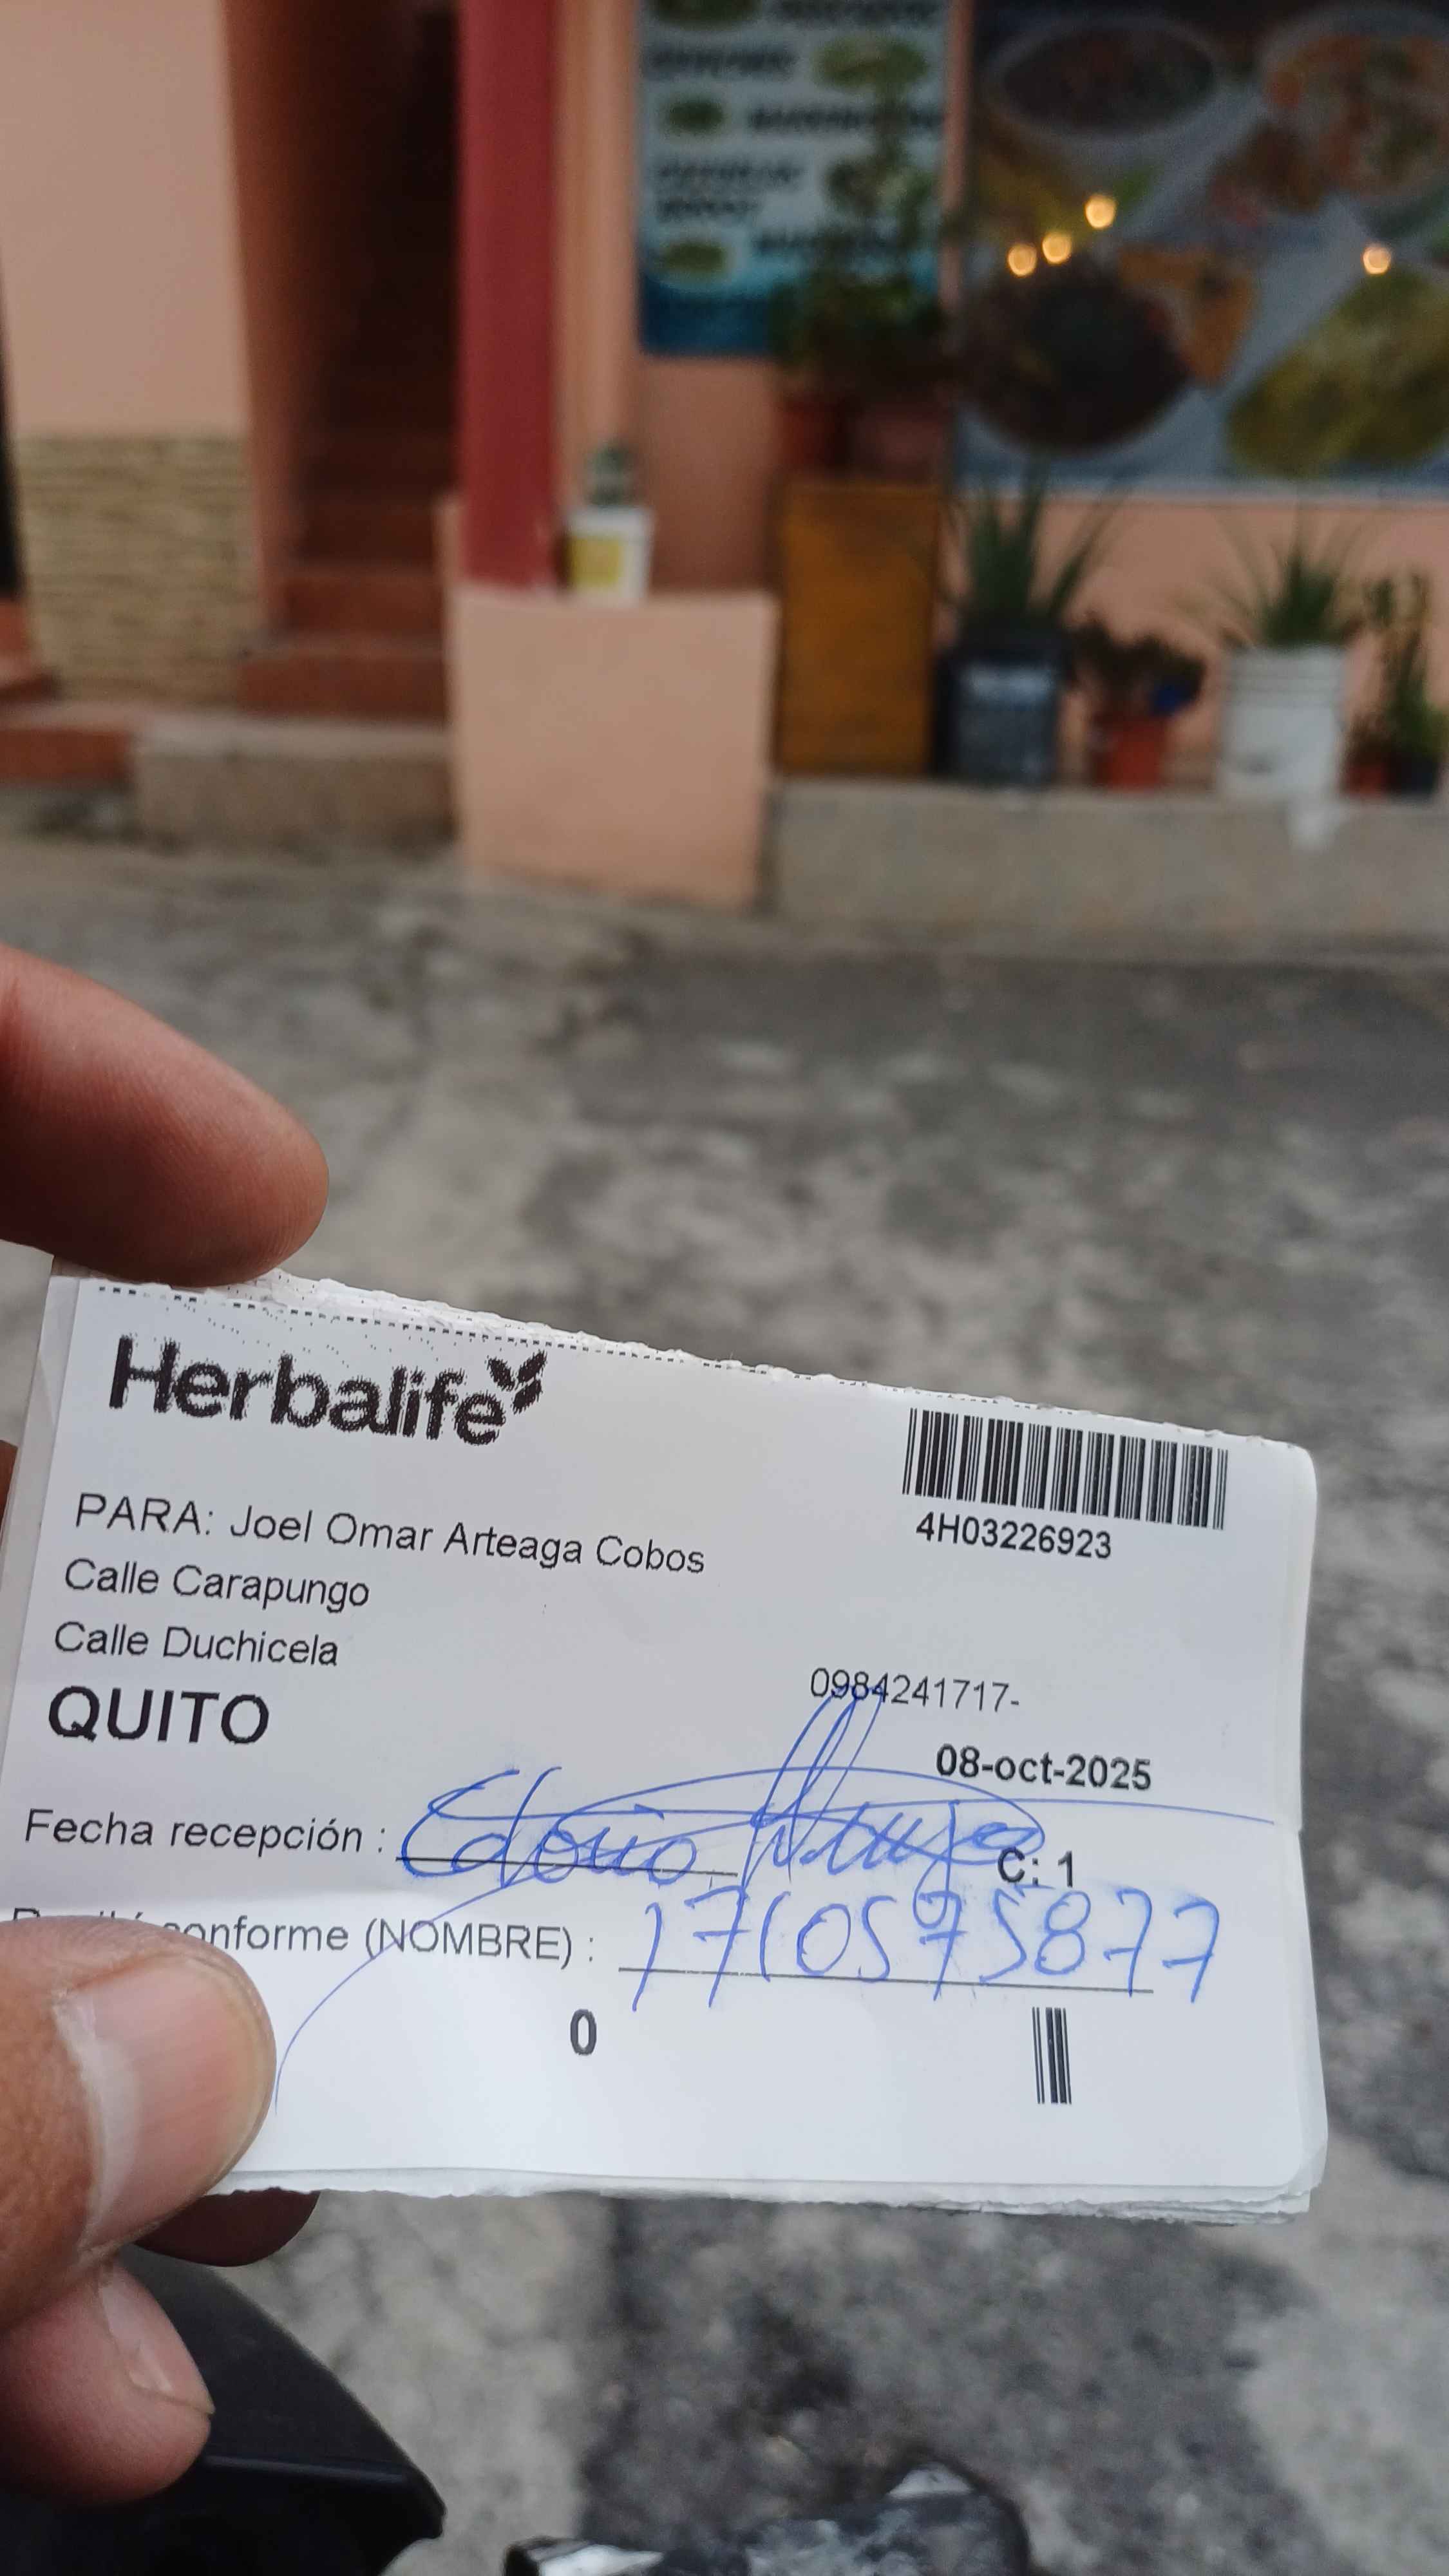 Herbalife
4H03226923
PARA: Joel Omar Arteaga Cobos
Calle Carapungo
Calle Duchicela
0984241717-
QUITO
08-oct-2025
Fecha recepción :
C: 1
conforme (NOMBRE) : 1710575877
0